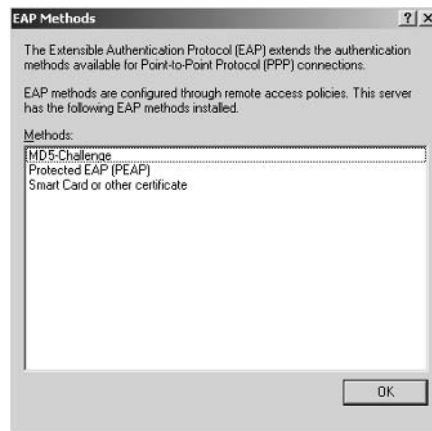 EAP Methods
The Extensible Authentication Protocol (EAP) extends the authentication
methods available for Point-to-Point Protocol (PPP) connections.
EAP methods are configured through remote access policies. This server
has the following EAP methods installed.
Methods:
MD5-Challenge
Protected EAP (PEAP)
Smart Card or other certificate
OK